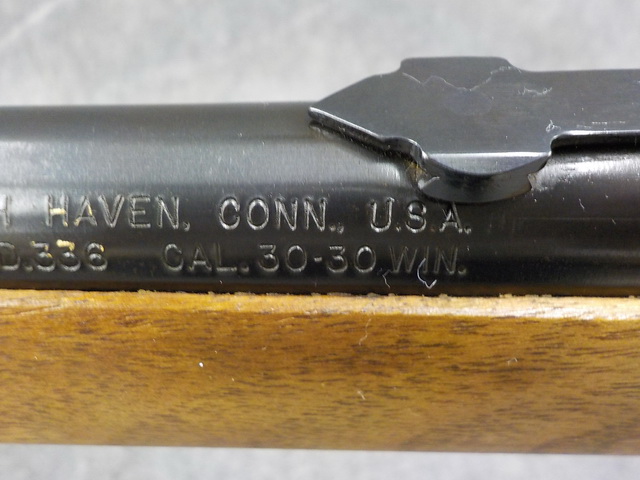 H HAVEN, CONN., U.S.A.
D.336 CAL. 30-30 WIN.